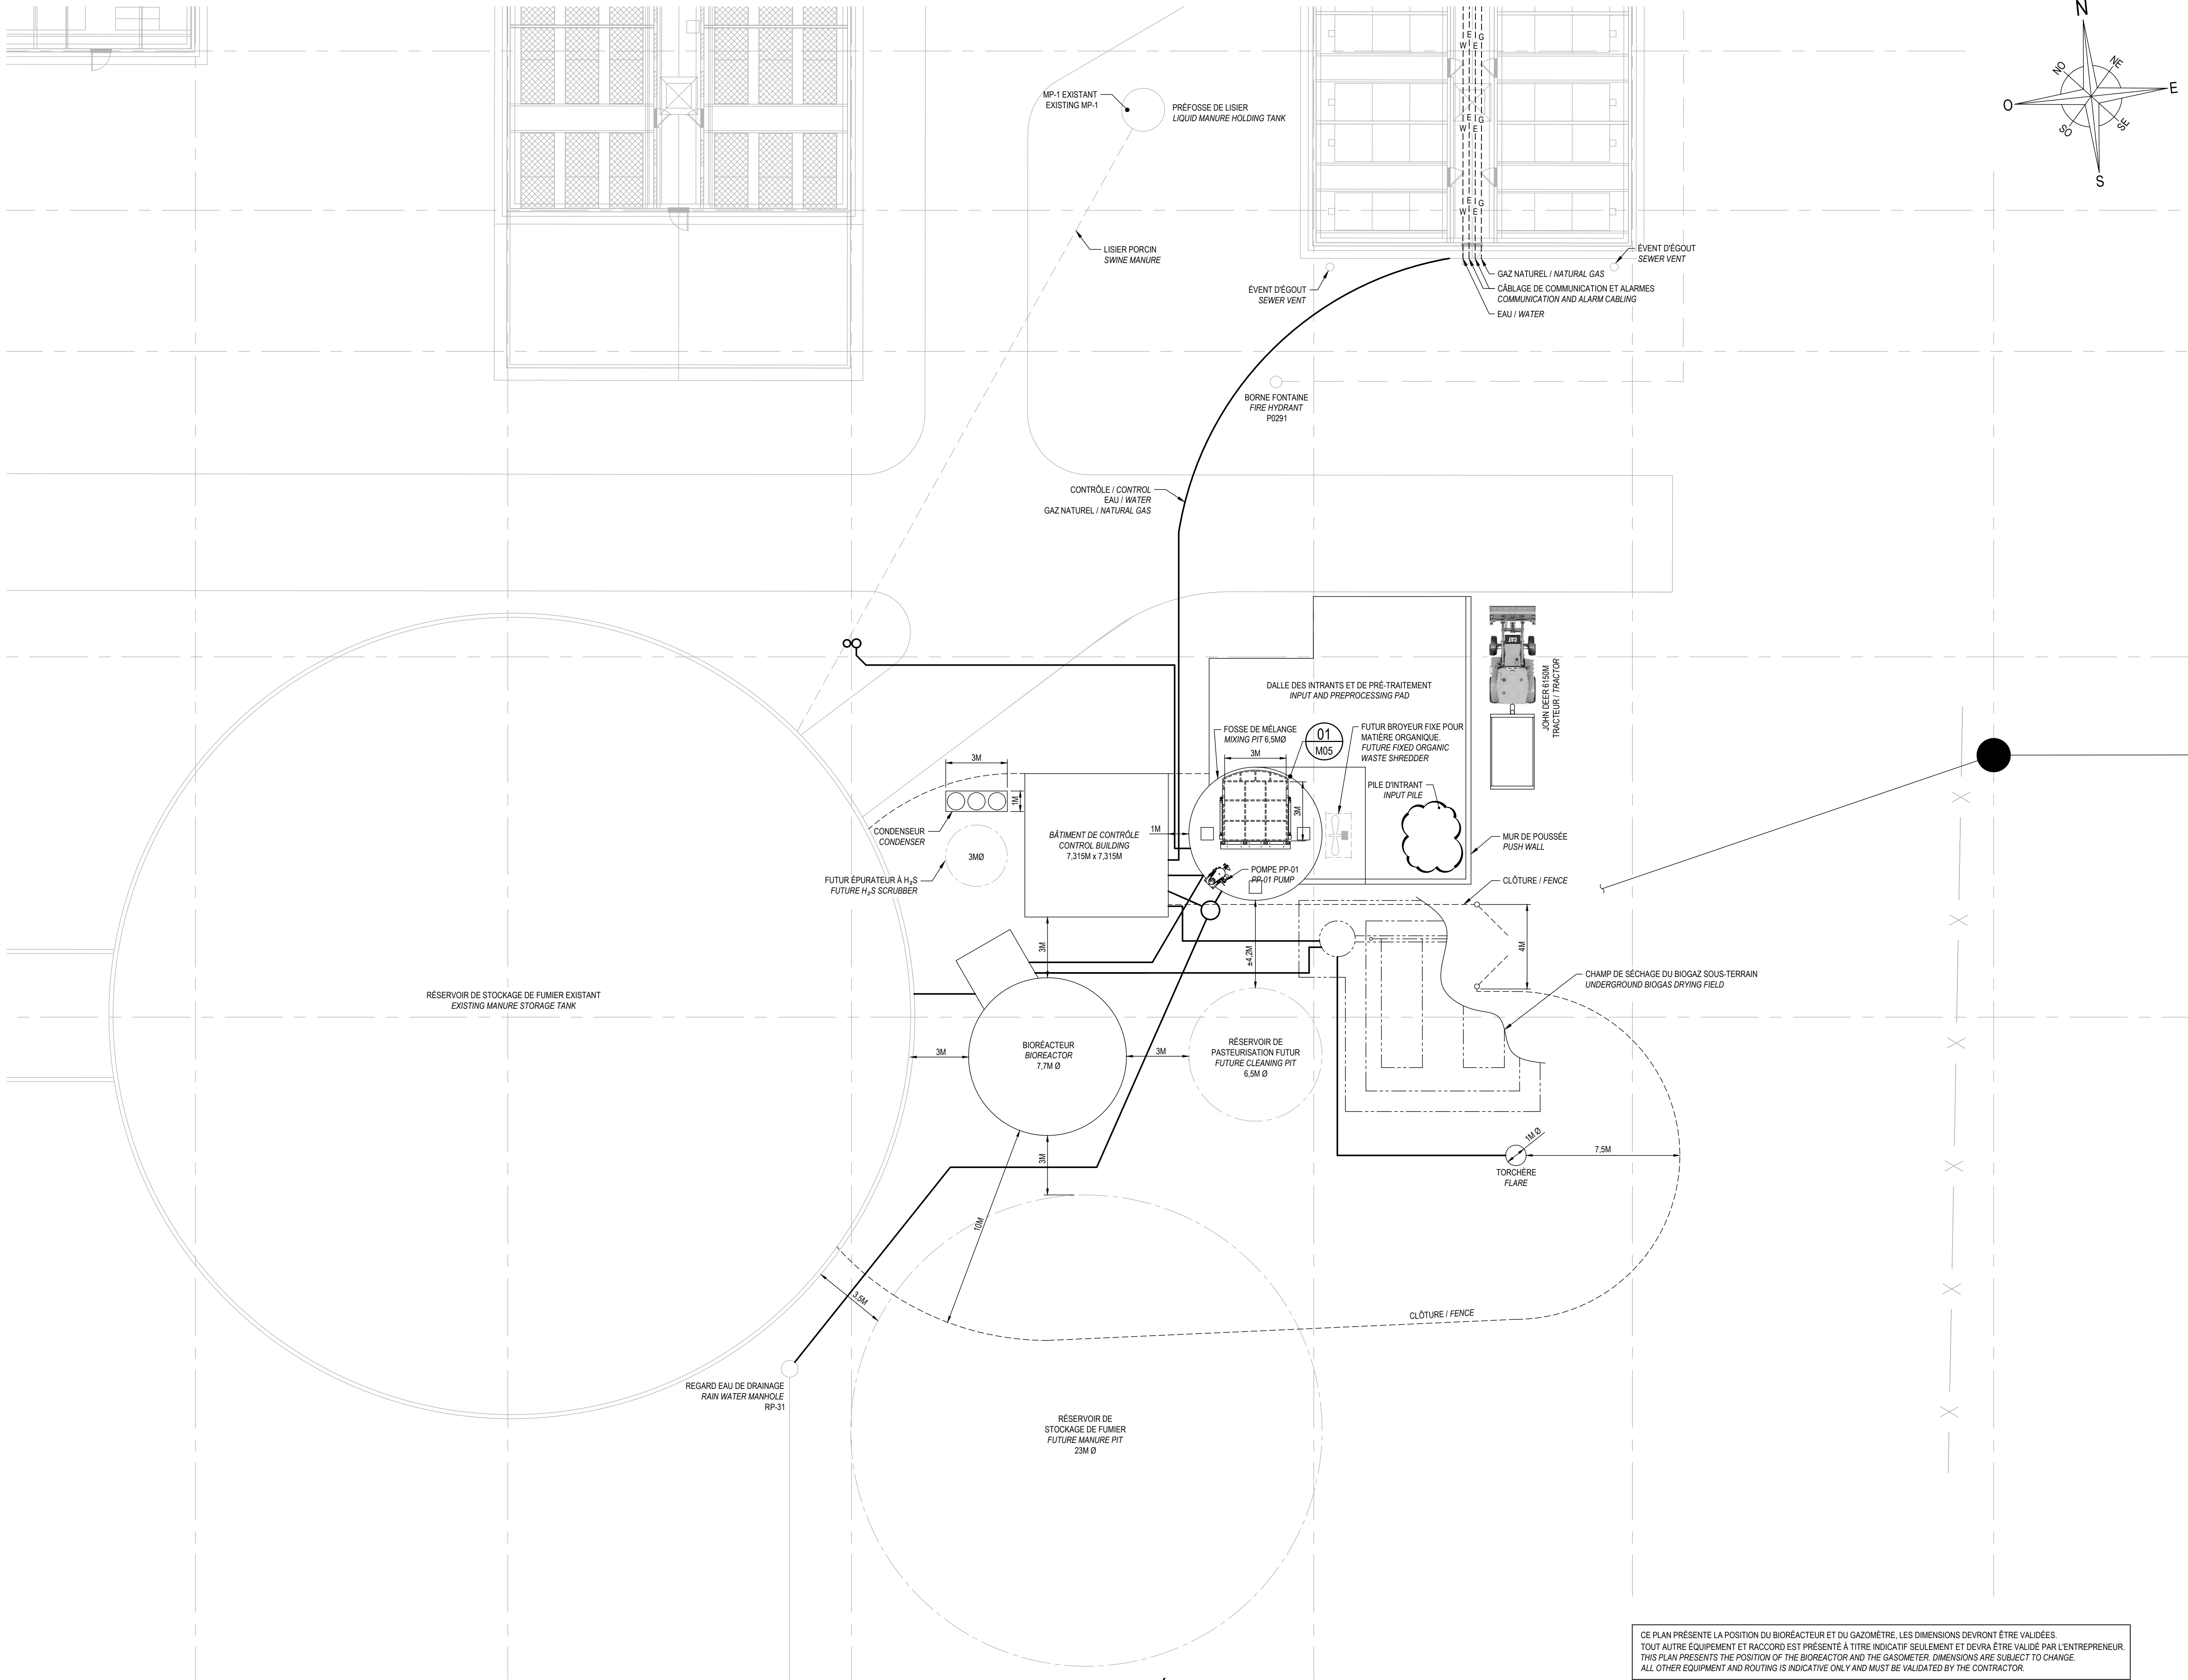 N
NO
NE
O
E
SO
SE
S
W
E
E
G
W
E
E
G
W
E
E
G
MP-1 EXISTANT
EXISTING MP-1
PRÉFOSSE DE LISIER
LIQUID MANURE HOLDING TANK
LISIER PORCIN
SWINE MANURE
ÉVENT D'ÉGOUT
SEWER VENT
ÉVENT D'ÉGOUT
SEWER VENT
GAZ NATUREL / NATURAL GAS
CÂBLAGE DE COMMUNICATION ET ALARMES
COMMUNICATION AND ALARM CABLING
EAU / WATER
BORNE FONTAINE
FIRE HYDRANT
P0291
CONTRÔLE / CONTROL
EAU / WATER
GAZ NATUREL / NATURAL GAS
DALLE DES INTRANTS ET DE PRÉ-TRAITEMENT
INPUT AND PREPROCESSING PAD
JOHN DEER 6150M
TRACTEUR / TRACTOR
FOSSE DE MÉLANGE
MIXING PIT 6,5MØ
01
M05
FUTUR BROYEUR FIXE POUR
MATIÈRE ORGANIQUE.
FUTURE FIXED ORGANIC
WASTE SHREDDER
3M
3M
PILE D'INTRANT
INPUT PILE
3M
1M
CONDENSEUR
CONDENSER
3MØ
FUTUR ÉPURATEUR À H₂S
FUTURE H₂S SCRUBBER
BÂTIMENT DE CONTRÔLE
CONTROL BUILDING
7,315M x 7,315M
1M
MUR DE POUSSÉE
PUSH WALL
POMPE PP-01
PP-01 PUMP
CLÔTURE / FENCE
3M
±4,2M
4M
CHAMP DE SÉCHAGE DU BIOGAZ SOUS-TERRAIN
UNDERGROUND BIOGAS DRYING FIELD
RÉSERVOIR DE STOCKAGE DE FUMIER EXISTANT
EXISTING MANURE STORAGE TANK
3M
BIORÉACTEUR
BIOREACTOR
7,7M Ø
3M
RÉSERVOIR DE
PASTEURISATION FUTUR
FUTURE CLEANING PIT
6,5M Ø
3M
1M Ø
7,5M
TORCHÈRE
FLARE
10M
3,5M
CLÔTURE / FENCE
REGARD EAU DE DRAINAGE
RAIN WATER MANHOLE
RP-31
RÉSERVOIR DE
STOCKAGE DE FUMIER
FUTURE MANURE PIT
23M Ø
CE PLAN PRÉSENTE LA POSITION DU BIORÉACTEUR ET DU GAZOMÈTRE, LES DIMENSIONS DEVRONT ÊTRE VALIDÉES.
TOUT AUTRE ÉQUIPEMENT ET RACCORD EST PRÉSENTÉ À TITRE INDICATIF SEULEMENT ET DEVRA ÊTRE VALIDÉ PAR L'ENTREPRENEUR.
THIS PLAN PRESENTS THE POSITION OF THE BIOREACTOR AND THE GASOMETER. DIMENSIONS ARE SUBJECT TO CHANGE.
ALL OTHER EQUIPMENT AND ROUTING IS INDICATIVE ONLY AND MUST BE VALIDATED BY THE CONTRACTOR.